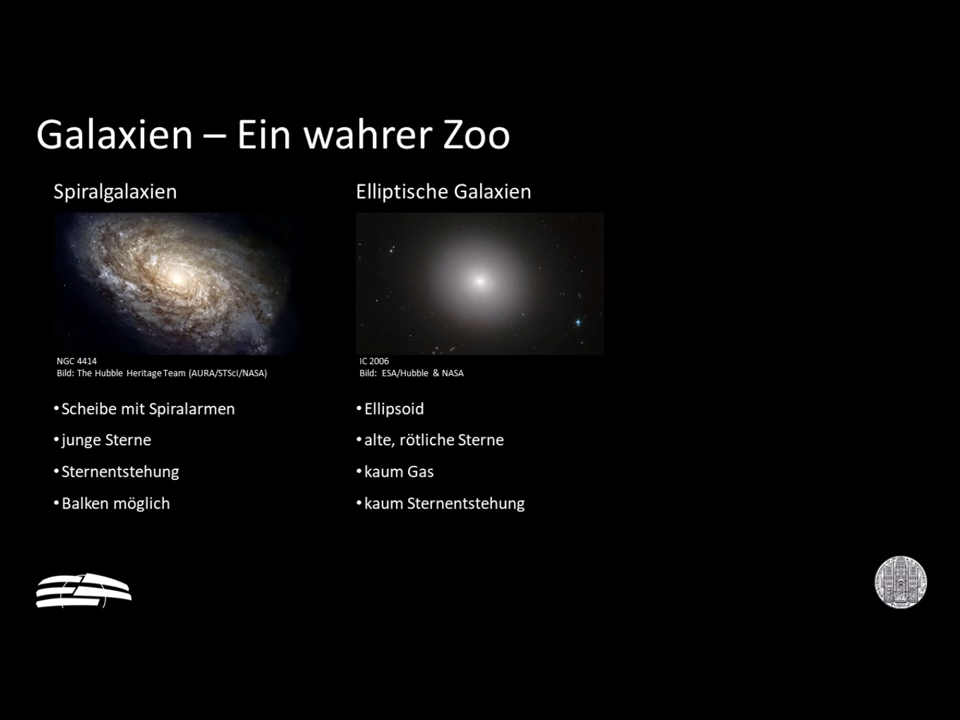 Galaxien – Ein wahrer Zoo
Spiralgalaxien
NGC 4414
Bild: The Hubble Heritage Team (AURA/STScI/NASA)
• Scheibe mit Spiralarmen
• junge Sterne
• Sternentstehung
• Balken möglich
Elliptische Galaxien
IC 2006
Bild: ESA/Hubble & NASA
• Ellipsoid
• alte, rötliche Sterne
• kaum Gas
• kaum Sternentstehung